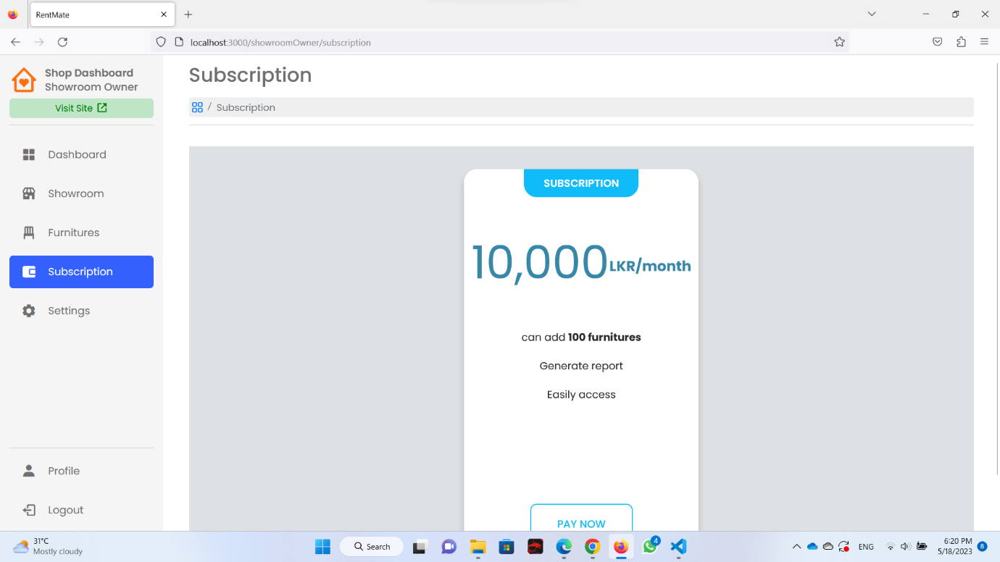 RentMate
localhost:3000/showroomOwner/subscription
Shop Dashboard
Showroom Owner
Visit Site
Dashboard
Showroom
Furnitures
Subscription
Settings
Profile
Logout
Subscription
/ Subscription
SUBSCRIPTION
10,000LKR/month
can add 100 furnitures
Generate report
Easily access
PAY NOW
31°C
Mostly cloudy
Search
4
ENG
6:20 PM
5/18/2023
8